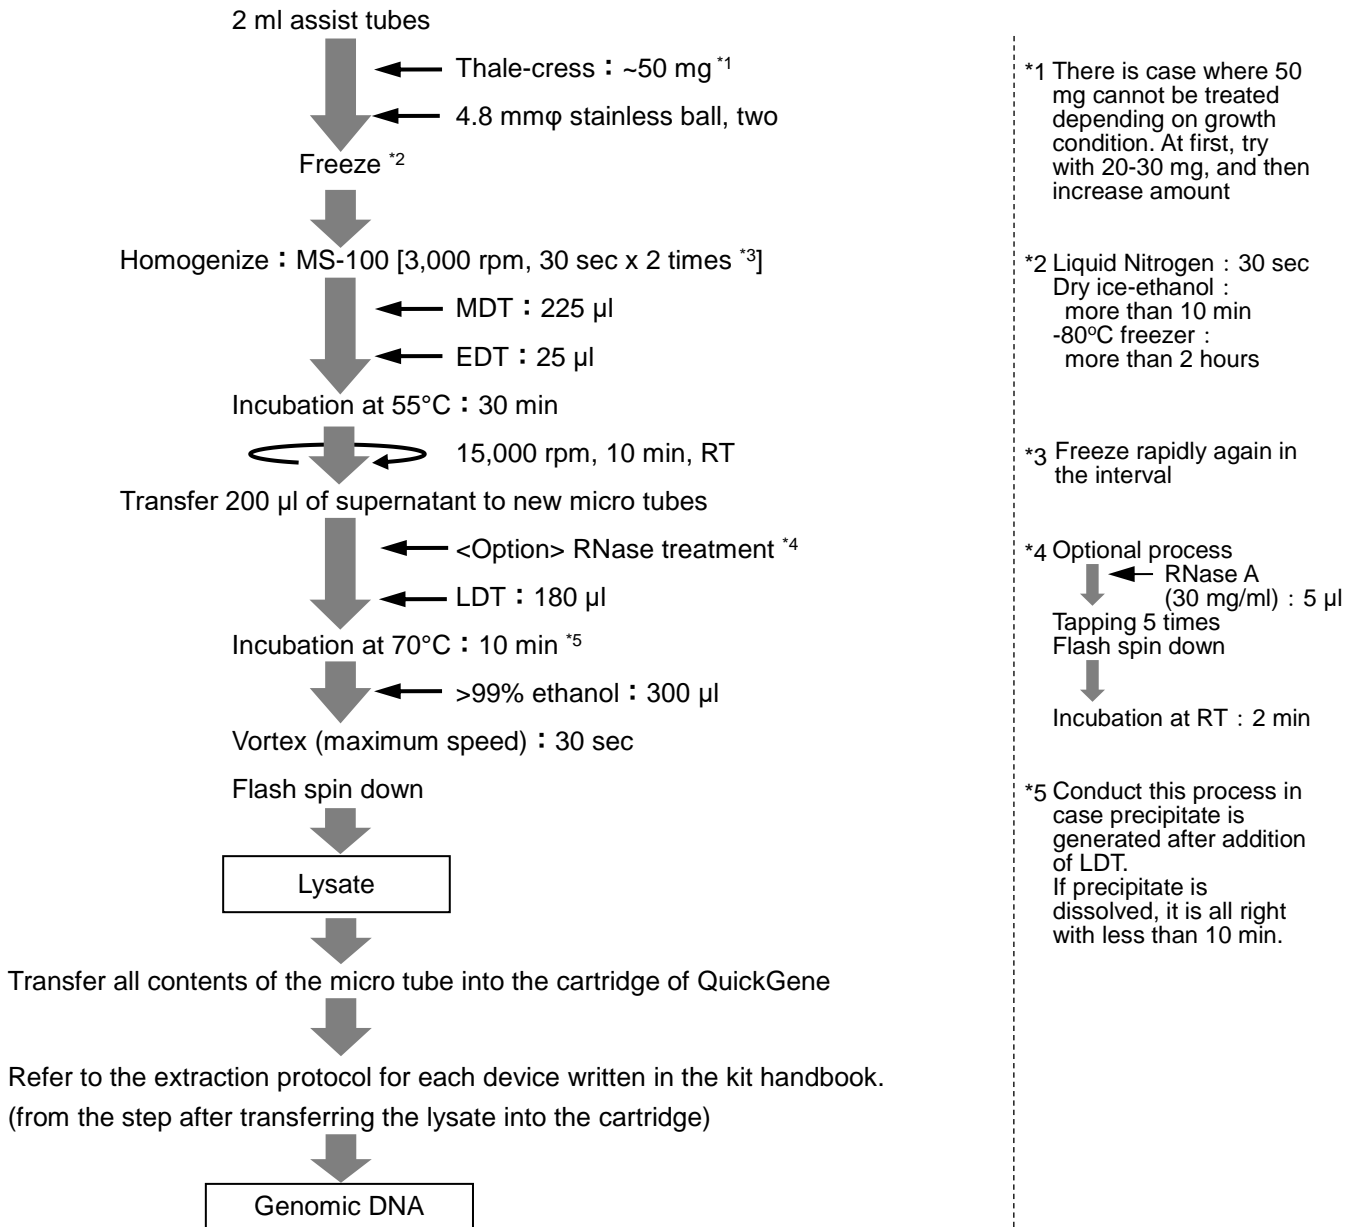 2 ml assist tubes
Thale-cress：~50 mg *1
4.8 mmφ stainless ball, two
Freeze *2
Homogenize：MS-100 [3,000 rpm, 30 sec x 2 times *3]
MDT：225 µl
EDT：25 µl
Incubation at 55°C：30 min
15,000 rpm, 10 min, RT
Transfer 200 µl of supernatant to new micro tubes
<Option> RNase treatment *4
LDT：180 µl
Incubation at 70°C：10 min *5
>99% ethanol：300 µl
Vortex (maximum speed)：30 sec
Flash spin down
Lysate
Transfer all contents of the micro tube into the cartridge of QuickGene
Refer to the extraction protocol for each device written in the kit handbook.
(from the step after transferring the lysate into the cartridge)
Genomic DNA
*1 There is case where 50
mg cannot be treated
depending on growth
condition. At first, try
with 20-30 mg, and then
increase amount
*2 Liquid Nitrogen：30 sec
Dry ice-ethanol：
more than 10 min
-80ºC freezer：
more than 2 hours
*3 Freeze rapidly again in
the interval
*4 Optional process
RNase A
(30 mg/ml)：5 µl
Tapping 5 times
Flash spin down
Incubation at RT：2 min
*5 Conduct this process in
case precipitate is
generated after addition
of LDT.
If precipitate is
dissolved, it is all right
with less than 10 min.